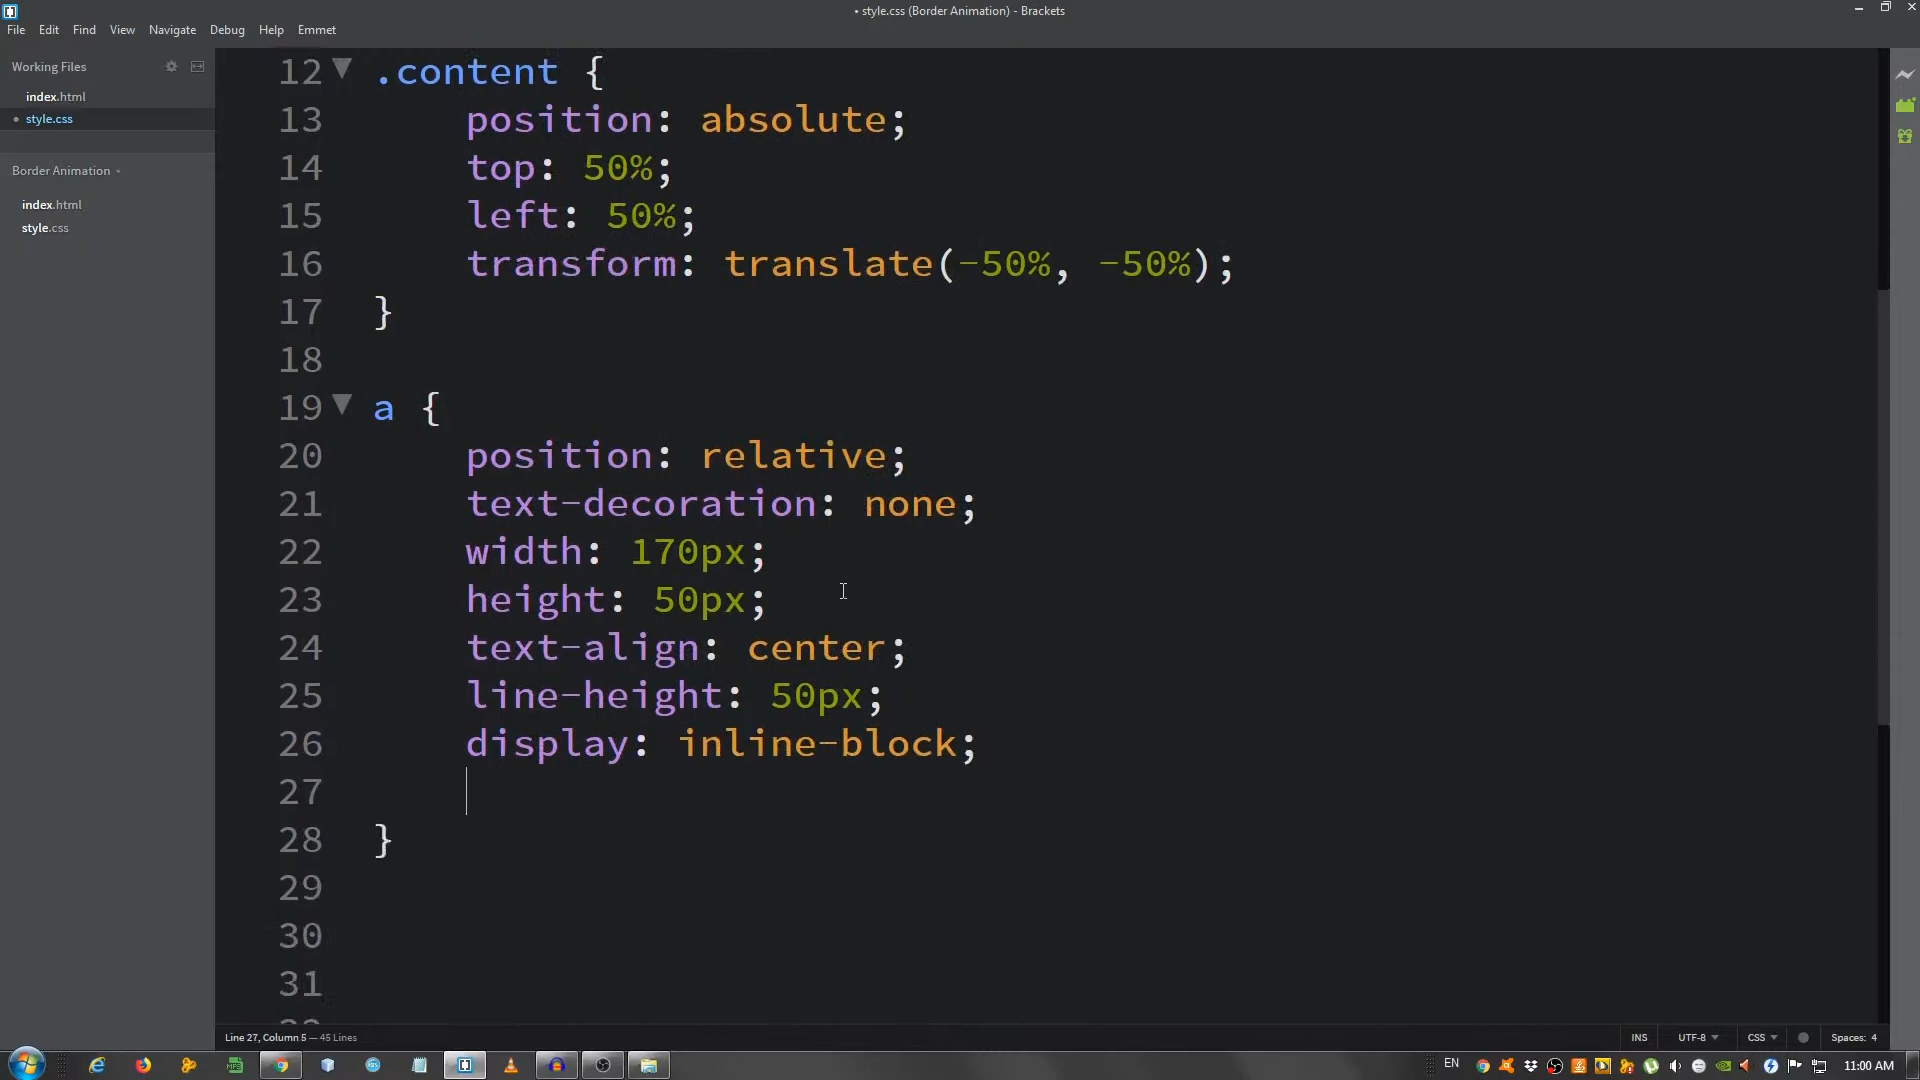 • style.css (Border Animation) - Brackets
File Edit Find View Navigate Debug Help Emmet
Working Files
index.html
• style.css
Border Animation
index.html
style.css
12 .content {
13 position: absolute;
14 top: 50%;
15 left: 50%;
16 transform: translate(-50%, -50%);
17 }
18
19 a {
20 position: relative;
21 text-decoration: none;
22 width: 170px;
23 height: 50px;
24 text-align: center;
25 line-height: 50px;
26 display: inline-block;
27
28 }
29
30
31
Line 27, Column 5 — 45 Lines
INS UTF-8 CSS Spaces: 4
EN 11:00 AM